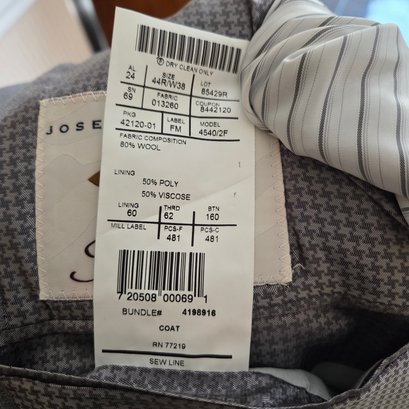 DRY CLEAN ONLY
AL SIZE LOT
24 44R/W38 88429R
SN FABRIC COUPON
69 013260 8442120
PKG LABEL MODEL
42120-01 FM 4540/2F
FABRIC COMPOSITION
80% WOOL
LINING
50% POLY
50% VISCOSE
LINING THRD BTN
60 62 160
MILL LABEL PCS-F PCS-C
481 481
7 20508 00069 1
BUNDLE# 4198916
COAT
RN 77219
SEW LINE
JOSE